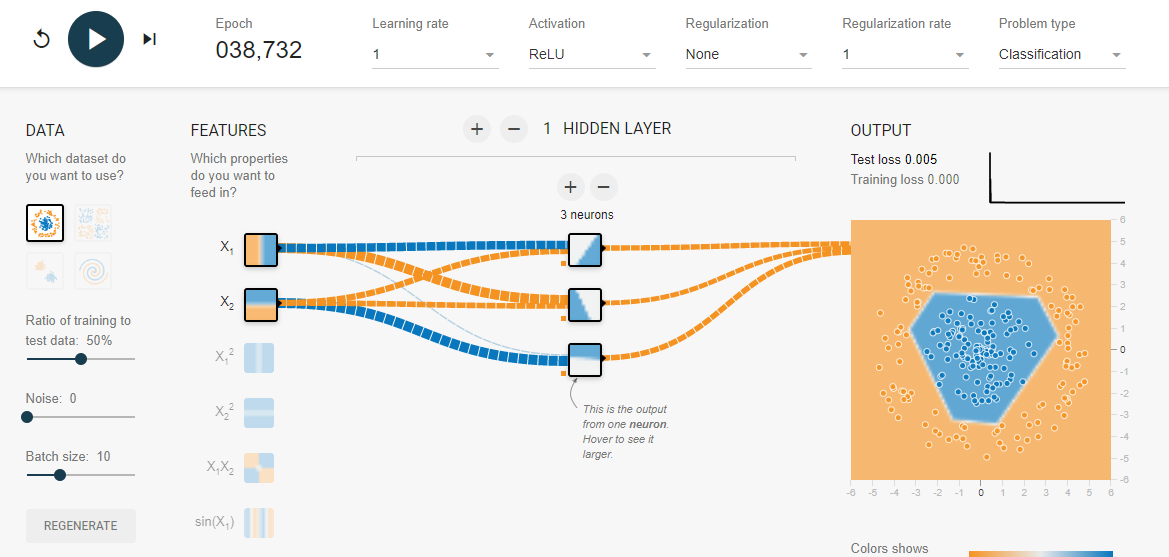 Epoch
038,732
Learning rate
1
Activation
ReLU
Regularization
None
Regularization rate
1
Problem type
Classification
DATA
Which dataset do
you want to use?
Ratio of training to
test data: 50%
Noise: 0
Batch size: 10
REGENERATE
FEATURES
Which properties
do you want to
feed in?
X₁
X₂
X₁²
X₂²
X₁X₂
sin(X₁)
+ − 1 HIDDEN LAYER
+ −
3 neurons
This is the output
from one neuron.
Hover to see it
larger.
OUTPUT
Test loss 0.005
Training loss 0.000
6
5
4
3
2
1
0
-1
-2
-3
-4
-5
-6
-6 -5 -4 -3 -2 -1 0 1 2 3 4 5 6
Colors shows